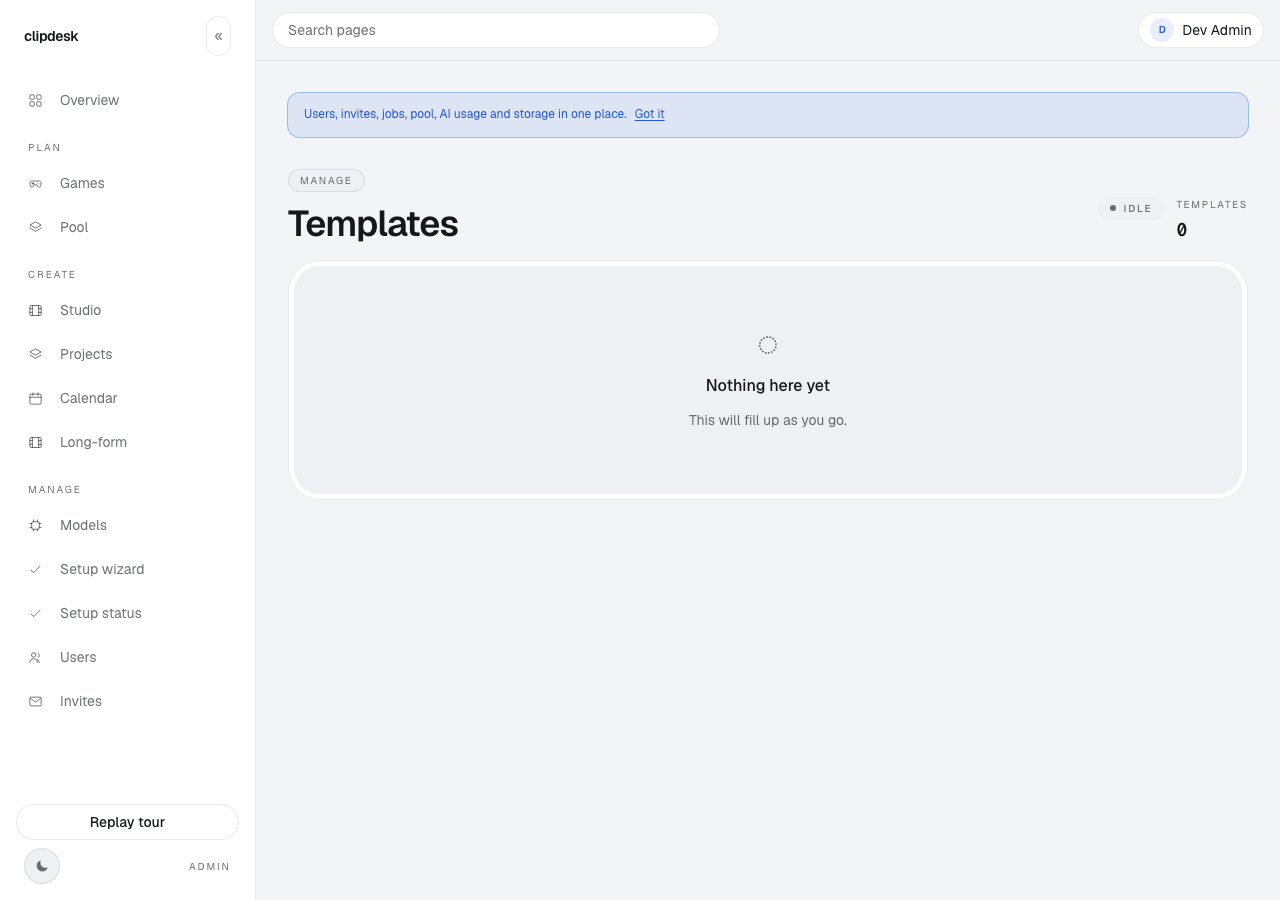 clipdesk
«
Overview
PLAN
Games
Pool
CREATE
Studio
Projects
Calendar
Long-form
MANAGE
Models
Setup wizard
Setup status
Users
Invites
Replay tour
ADMIN
Search pages
D Dev Admin
Users, invites, jobs, pool, AI usage and storage in one place. Got it
MANAGE
Templates
IDLE
TEMPLATES
0
Nothing here yet
This will fill up as you go.